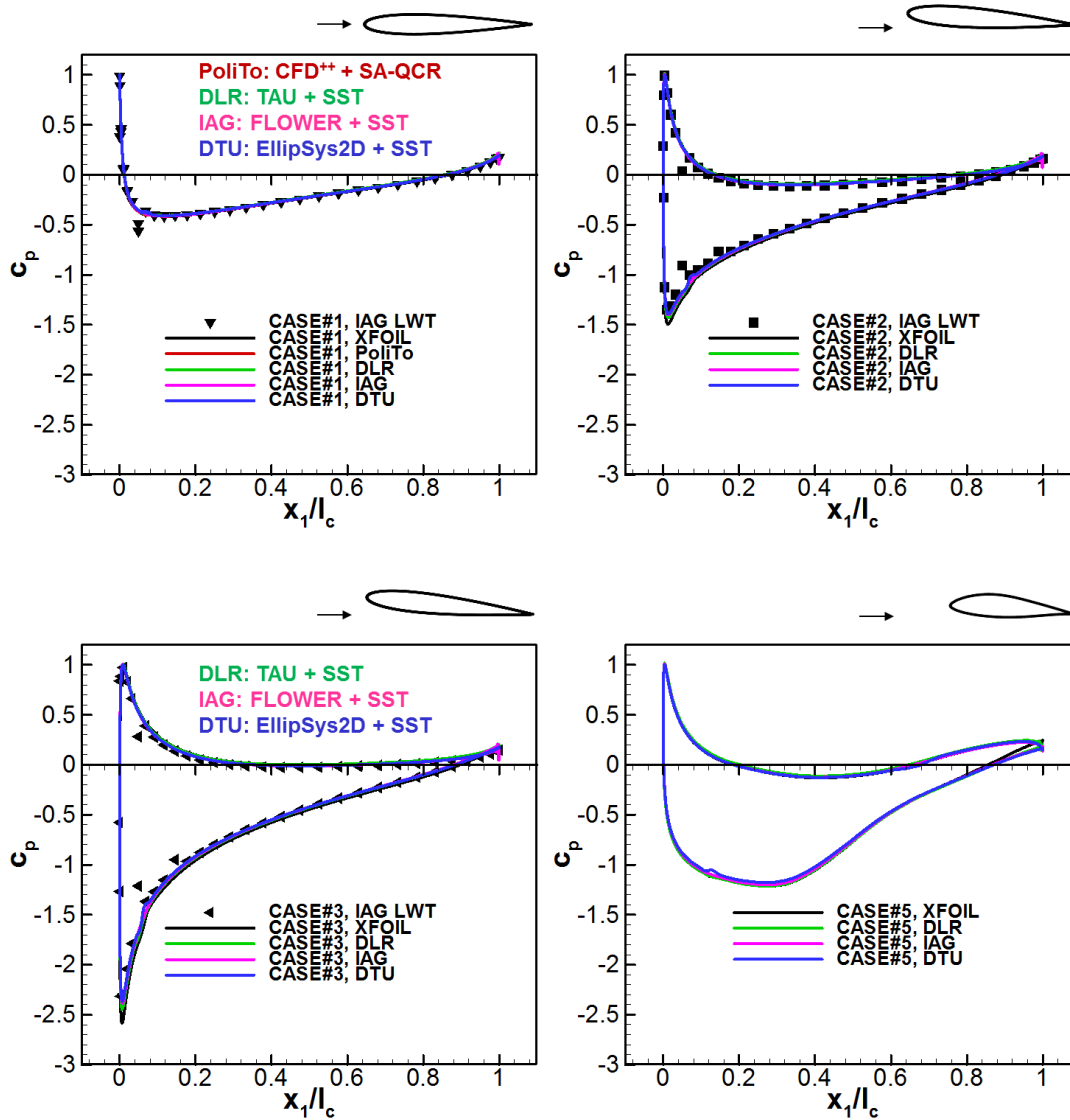 PoliTo: CFD++ + SA-QCR
DLR: TAU + SST
IAG: FLOWER + SST
DTU: EllipSys2D + SST
1
0.5
0
-0.5
-1
-1.5
-2
-2.5
-3
cp
CASE#1, IAG LWT
CASE#1, XFOIL
CASE#1, PoliTo
CASE#1, DLR
CASE#1, IAG
CASE#1, DTU
0 0.2 0.4 0.6 0.8 1
x1/lc
1
0.5
0
-0.5
-1
-1.5
-2
-2.5
-3
cp
CASE#2, IAG LWT
CASE#2, XFOIL
CASE#2, DLR
CASE#2, IAG
CASE#2, DTU
0 0.2 0.4 0.6 0.8 1
x1/lc
DLR: TAU + SST
IAG: FLOWER + SST
DTU: EllipSys2D + SST
1
0.5
0
-0.5
-1
-1.5
-2
-2.5
-3
cp
CASE#3, IAG LWT
CASE#3, XFOIL
CASE#3, DLR
CASE#3, IAG
CASE#3, DTU
0 0.2 0.4 0.6 0.8 1
x1/lc
1
0.5
0
-0.5
-1
-1.5
-2
-2.5
-3
cp
CASE#5, XFOIL
CASE#5, DLR
CASE#5, IAG
CASE#5, DTU
0 0.2 0.4 0.6 0.8 1
x1/lc